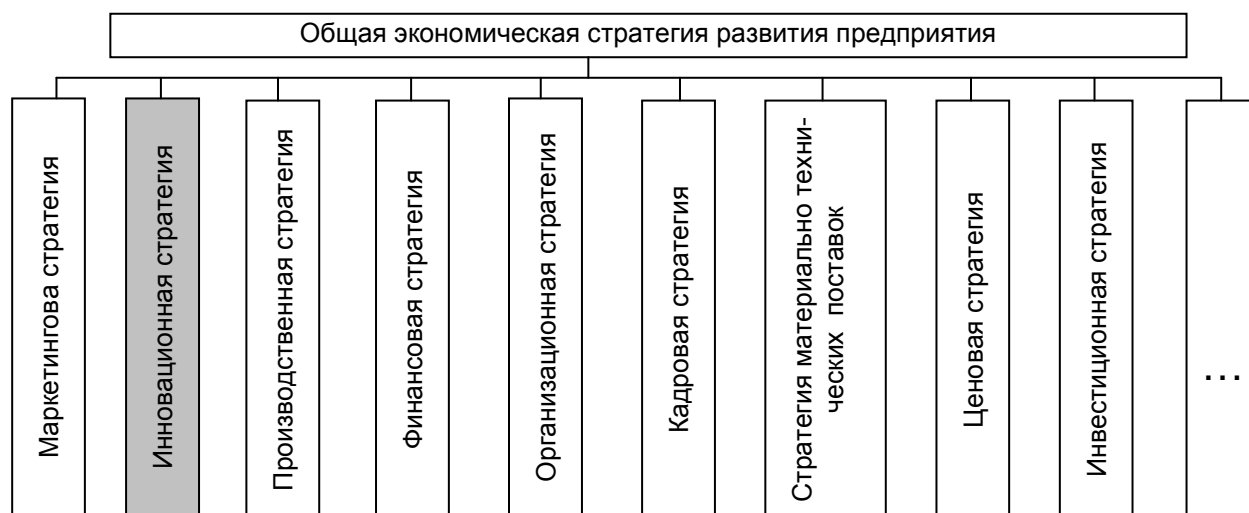 Общая экономическая стратегия развития предприятия
Маркетингова стратегия
Инновационная стратегия
Производственная стратегия
Финансовая стратегия
Организационная стратегия
Кадровая стратегия
Стратегия материально техни-
ческих поставок
Ценовая стратегия
Инвестиционная стратегия
...